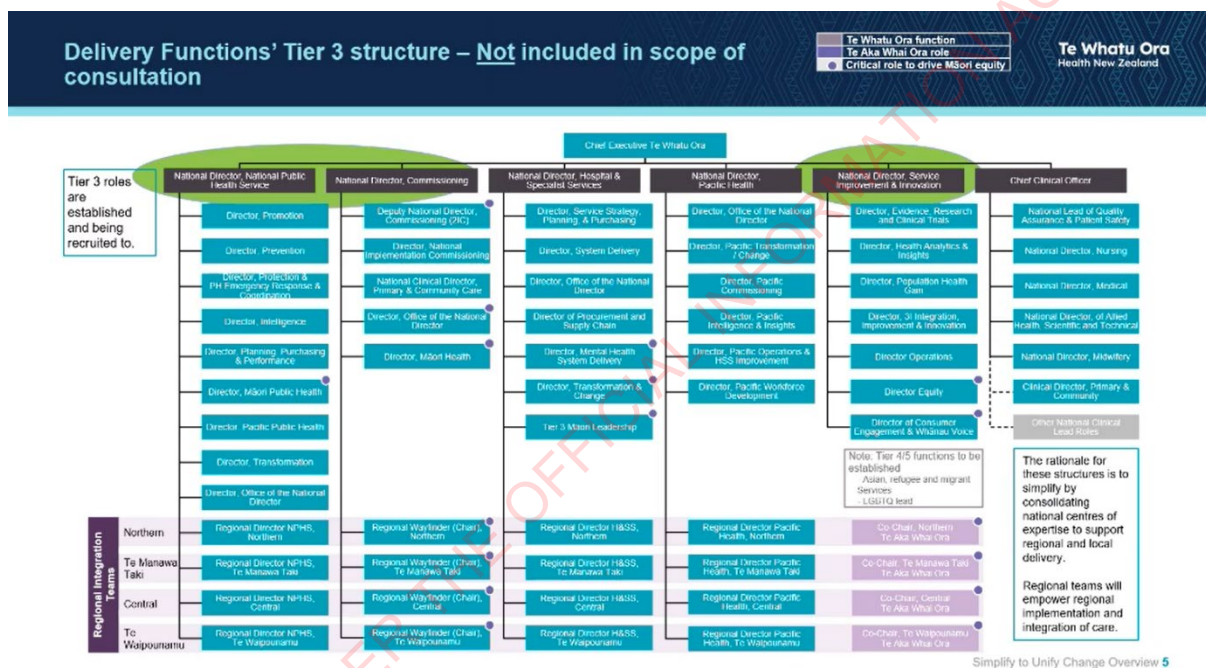 Delivery Functions' Tier 3 structure – Not included in scope of
consultation
Te Whatu Ora function
Te Aka Whai Ora role
Critical role to drive Māori equity
Te Whatu Ora
Health New Zealand
Tier 3 roles
are
established
and being
recruited to.
Chief Executive Te Whatu Ora
National Director, National Public
Health Service
Director, Promotion
Director, Prevention
Director, Protection &
PH Emergency Response &
Coordination
Director, Intelligence
Director, Planning, Purchasing
& Performance
Director, Māori Public Health
Director, Pacific Public Health
Director, Transformation
Director, Office of the National
Director
National Director, Commissioning
Deputy National Director,
Commissioning (2IC)
Director, National
Implementation Commissioning
National Clinical Director,
Primary & Community Care
Director, Office of the National
Director
Director, Māori Health
National Director, Hospital &
Specialist Services
Director, Service Strategy,
Planning, & Purchasing
Director, System Delivery
Director, Office of the National
Director
Director of Procurement and
Supply Chain
Director, Mental Health
System Delivery
Director, Transformation &
Change
Tier 3 Maori Leadership
National Director,
Pacific Health
Director, Office of the National
Director
Director, Pacific Transformation
/ Change
Director, Pacific
Commissioning
Director, Pacific
Intelligence & Insights
Director, Pacific Operations &
HSS Improvement
Director, Pacific Workforce
Development
National Director, Service
Improvement & Innovation
Director, Evidence, Research
and Clinical Trials
Director, Health Analytics &
Insights
Director, Population Health
Gain
Director, 3I Integration,
Improvement & Innovation
Director Operations
Director Equity
Director of Consumer
Engagement & Whānau Voice
Note: Tier 4/5 functions to be
established
- Asian, refugee and migrant
Services
- LGBTQ lead
Chief Clinical Officer
National Lead of Quality
Assurance & Patient Safety
National Director, Nursing
National Director, Medical
National Director of Allied
Health, Scientific and Technical
National Director, Midwifery
Clinical Director, Primary &
Community
Other National Clinical
Lead Roles
The rationale for
these structures is to
simplify by
consolidating
national centres of
expertise to support
regional and local
delivery.
Regional teams will
empower regional
implementation and
integration of care.
Regional Integration
Teams
Northern
Regional Director NPHS,
Northern
Regional Wayfinder (Chair),
Northern
Regional Director H&SS,
Northern
Regional Director Pacific
Health, Northern
Co-Chair, Northern
Te Aka Whai Ora
Te Manawa
Taki
Regional Director NPHS,
Te Manawa Taki
Regional Wayfinder (Chair),
Te Manawa Taki
Regional Director H&SS,
Te Manawa Taki
Regional Director Pacific
Health, Te Manawa Taki
Co-Chair, Te Manawa Taki
Te Aka Whai Ora
Central
Regional Director NPHS,
Central
Regional Wayfinder (Chair),
Central
Regional Director H&SS,
Central
Regional Director Pacific
Health, Central
Co-Chair, Central
Te Aka Whai Ora
Te
Waipounamu
Regional Director NPHS,
Te Waipounamu
Regional Wayfinder (Chair),
Te Waipounamu
Regional Director H&SS,
Te Waipounamu
Regional Director Pacific
Health, Te Waipounamu
Co-Chair, Te Waipounamu
Te Aka Whai Ora
Simplify to Unify Change Overview 5
THE OFFICIAL INFORMATION